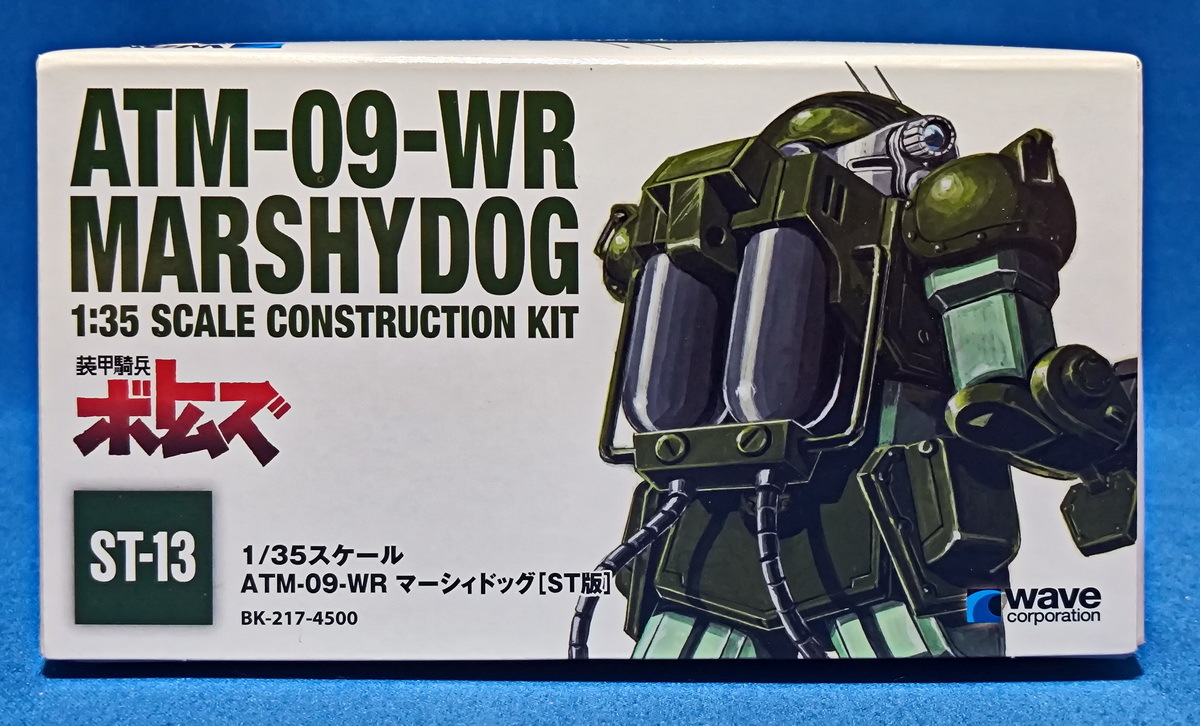 ATM-09-WR
MARSHYDOG
1:35 SCALE CONSTRUCTION KIT
装甲騎兵
ボトムズ
ST-13
1/35スケール
ATM-09-WR マーシィドッグ[ST版]
BK-217-4500
wave
corporation